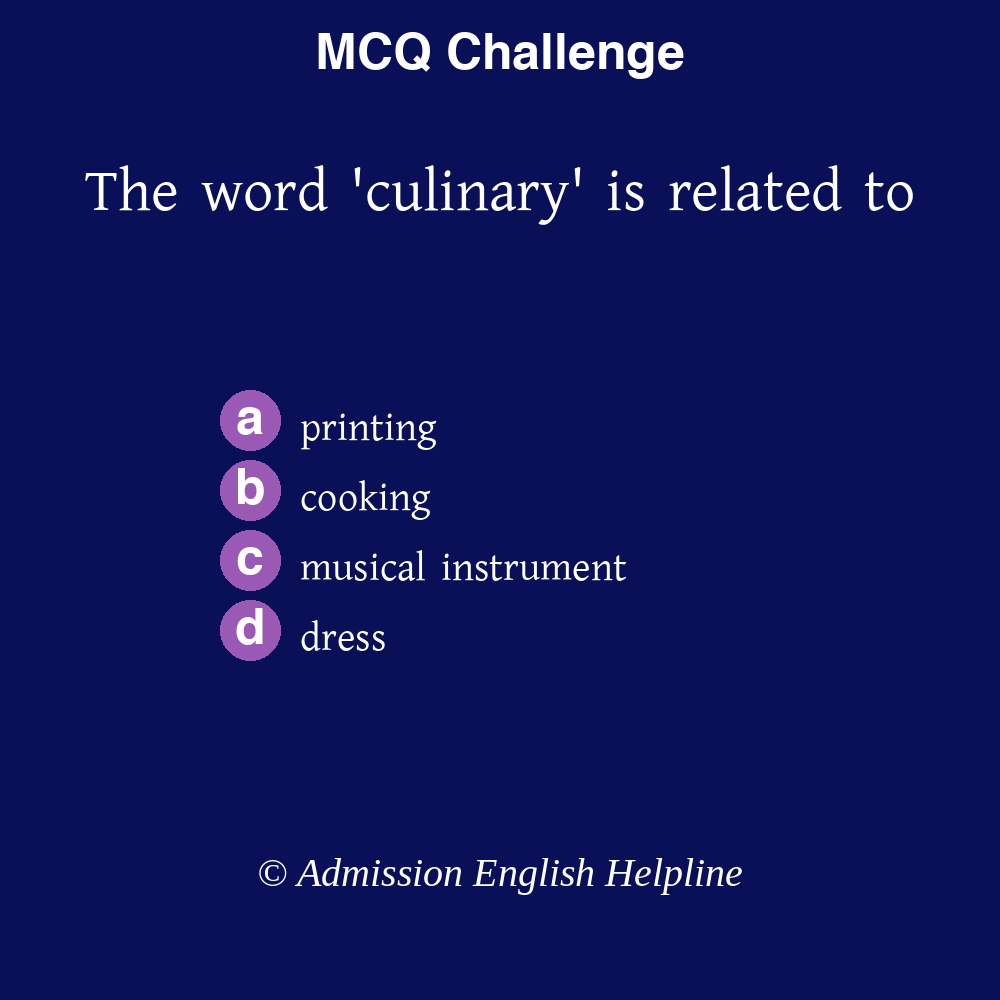 MCQ Challenge
The word 'culinary' is related to
a printing
b cooking
c musical instrument
d dress
© Admission English Helpline